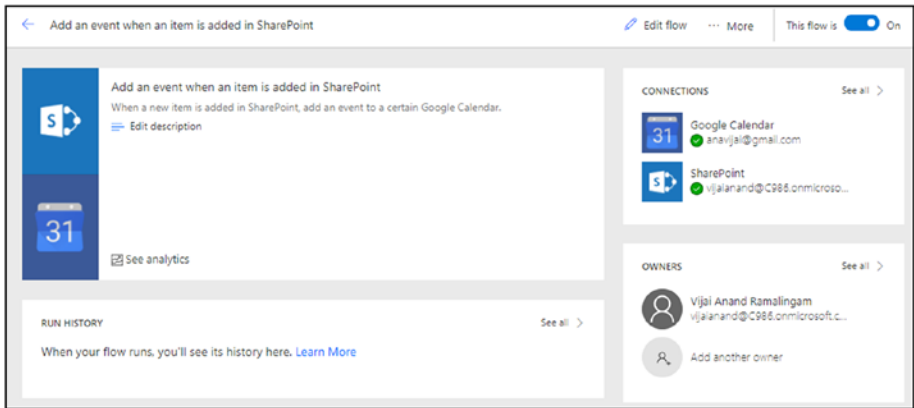 Add an event when an item is added in SharePoint
Edit flow
More
This flow is
On
Add an event when an item is added in SharePoint
When a new item is added in SharePoint, add an event to a certain Google Calendar.
Edit description
31
See analytics
RUN HISTORY
See all
When your flow runs, you'll see its history here. Learn More
CONNECTIONS
See all
31
Google Calendar
anavijai@gmail.com
SharePoint
vijaianand@C986.onmicroso...
OWNERS
See all
Vijai Anand Ramalingam
vijaianand@C986.onmicrosoft.c...
Add another owner